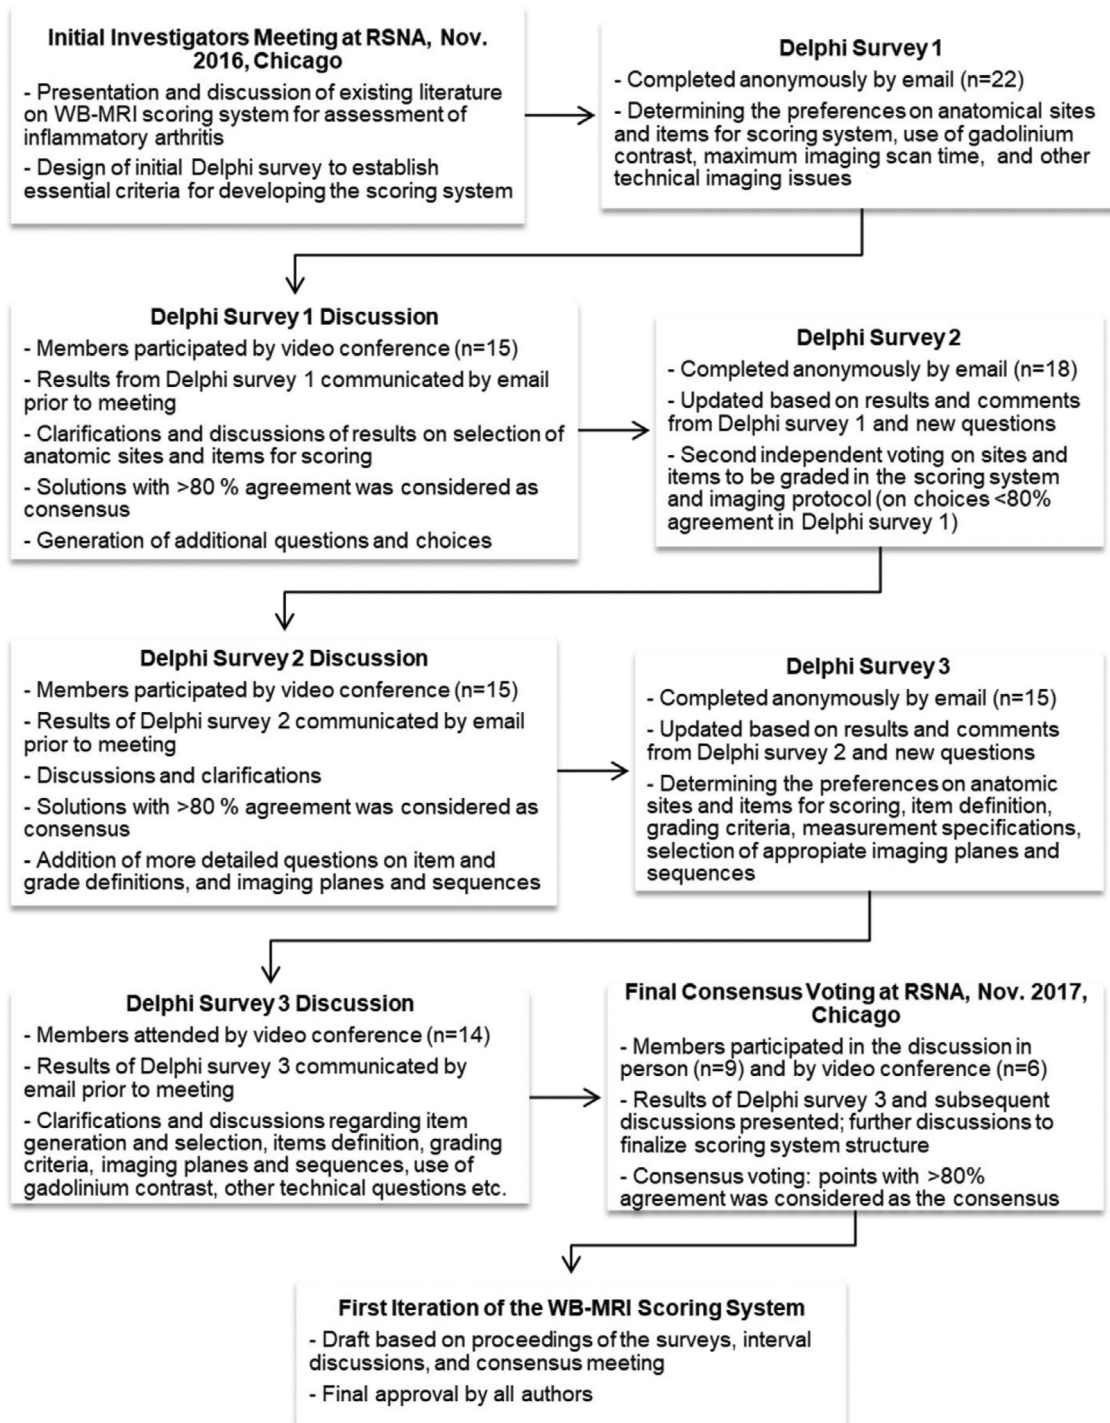 Initial Investigators Meeting at RSNA, Nov.
2016, Chicago
- Presentation and discussion of existing literature
on WB-MRI scoring system for assessment of
inflammatory arthritis
- Design of initial Delphi survey to establish
essential criteria for developing the scoring system
Delphi Survey 1
- Completed anonymously by email (n=22)
- Determining the preferences on anatomical sites
and items for scoring system, use of gadolinium
contrast, maximum imaging scan time, and other
technical imaging issues
Delphi Survey 1 Discussion
- Members participated by video conference (n=15)
- Results from Delphi survey 1 communicated by email
prior to meeting
- Clarifications and discussions of results on selection of
anatomic sites and items for scoring
- Solutions with >80 % agreement was considered as
consensus
- Generation of additional questions and choices
Delphi Survey 2
- Completed anonymously by email (n=18)
- Updated based on results and comments
from Delphi survey 1 and new questions
- Second independent voting on sites and
items to be graded in the scoring system
and imaging protocol (on choices <80%
agreement in Delphi survey 1)
Delphi Survey 2 Discussion
- Members participated by video conference (n=15)
- Results of Delphi survey 2 communicated by email
prior to meeting
- Discussions and clarifications
- Solutions with >80 % agreement was considered as
consensus
- Addition of more detailed questions on item and
grade definitions, and imaging planes and sequences
Delphi Survey 3
- Completed anonymously by email (n=15)
- Updated based on results and comments
from Delphi survey 2 and new questions
- Determining the preferences on anatomic
sites and items for scoring, item definition,
grading criteria, measurement specifications,
selection of appropiate imaging planes and
sequences
Delphi Survey 3 Discussion
- Members attended by video conference (n=14)
- Results of Delphi survey 3 communicated by
email prior to meeting
- Clarifications and discussions regarding item
generation and selection, items definition, grading
criteria, imaging planes and sequences, use of
gadolinium contrast, other technical questions etc.
Final Consensus Voting at RSNA, Nov. 2017,
Chicago
- Members participated in the discussion in
person (n=9) and by video conference (n=6)
- Results of Delphi survey 3 and subsequent
discussions presented; further discussions to
finalize scoring system structure
- Consensus voting: points with >80%
agreement was considered as the consensus
First Iteration of the WB-MRI Scoring System
- Draft based on proceedings of the surveys, interval
discussions, and consensus meeting
- Final approval by all authors